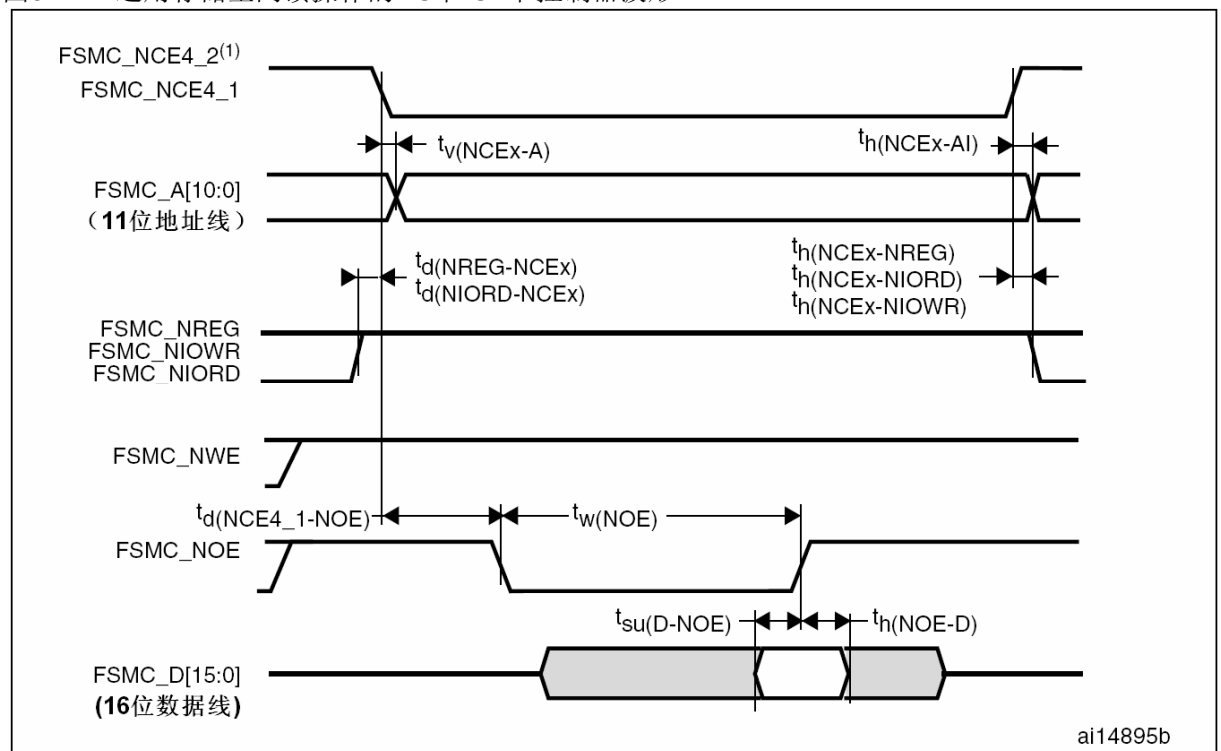 FSMC_NCE4_2(1)
FSMC_NCE4_1
tv(NCEx-A)
th(NCEx-AI)
FSMC_A[10:0]
（11位地址线）
td(NREG-NCEx)
td(NIORD-NCEx)
th(NCEx-NREG)
th(NCEx-NIORD)
th(NCEx-NIOWR)
FSMC_NREG
FSMC_NIOWR
FSMC_NIORD
FSMC_NWE
td(NCE4_1-NOE)
tw(NOE)
FSMC_NOE
tsu(D-NOE)
th(NOE-D)
FSMC_D[15:0]
(16位数据线)
ai14895b